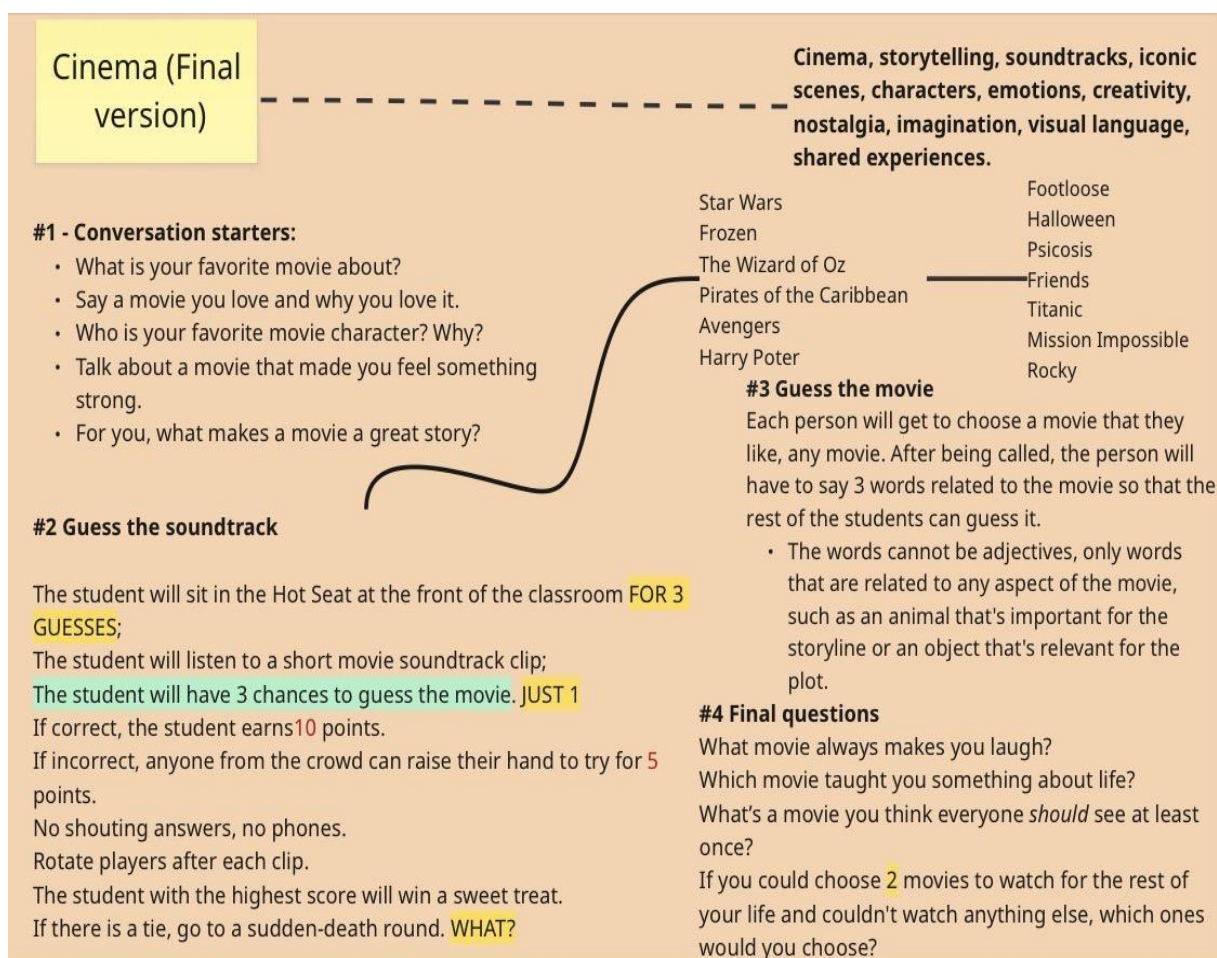 Cinema (Final
version)
Cinema, storytelling, soundtracks, iconic
scenes, characters, emotions, creativity,
nostalgia, imagination, visual language,
shared experiences.
#1 - Conversation starters:
• What is your favorite movie about?
• Say a movie you love and why you love it.
• Who is your favorite movie character? Why?
• Talk about a movie that made you feel something
strong.
• For you, what makes a movie a great story?
#2 Guess the soundtrack
The student will sit in the Hot Seat at the front of the classroom FOR 3
GUESSES;
The student will listen to a short movie soundtrack clip;
The student will have 3 chances to guess the movie. JUST 1
If correct, the student earns10 points.
If incorrect, anyone from the crowd can raise their hand to try for 5
points.
No shouting answers, no phones.
Rotate players after each clip.
The student with the highest score will win a sweet treat.
If there is a tie, go to a sudden-death round. WHAT?
Star Wars
Frozen
The Wizard of Oz
Pirates of the Caribbean
Avengers
Harry Poter
Footloose
Halloween
Psicosis
Friends
Titanic
Mission Impossible
Rocky
#3 Guess the movie
Each person will get to choose a movie that they
like, any movie. After being called, the person will
have to say 3 words related to the movie so that the
rest of the students can guess it.
• The words cannot be adjectives, only words
that are related to any aspect of the movie,
such as an animal that's important for the
storyline or an object that's relevant for the
plot.
#4 Final questions
What movie always makes you laugh?
Which movie taught you something about life?
What's a movie you think everyone should see at least
once?
If you could choose 2 movies to watch for the rest of
your life and couldn't watch anything else, which ones
would you choose?